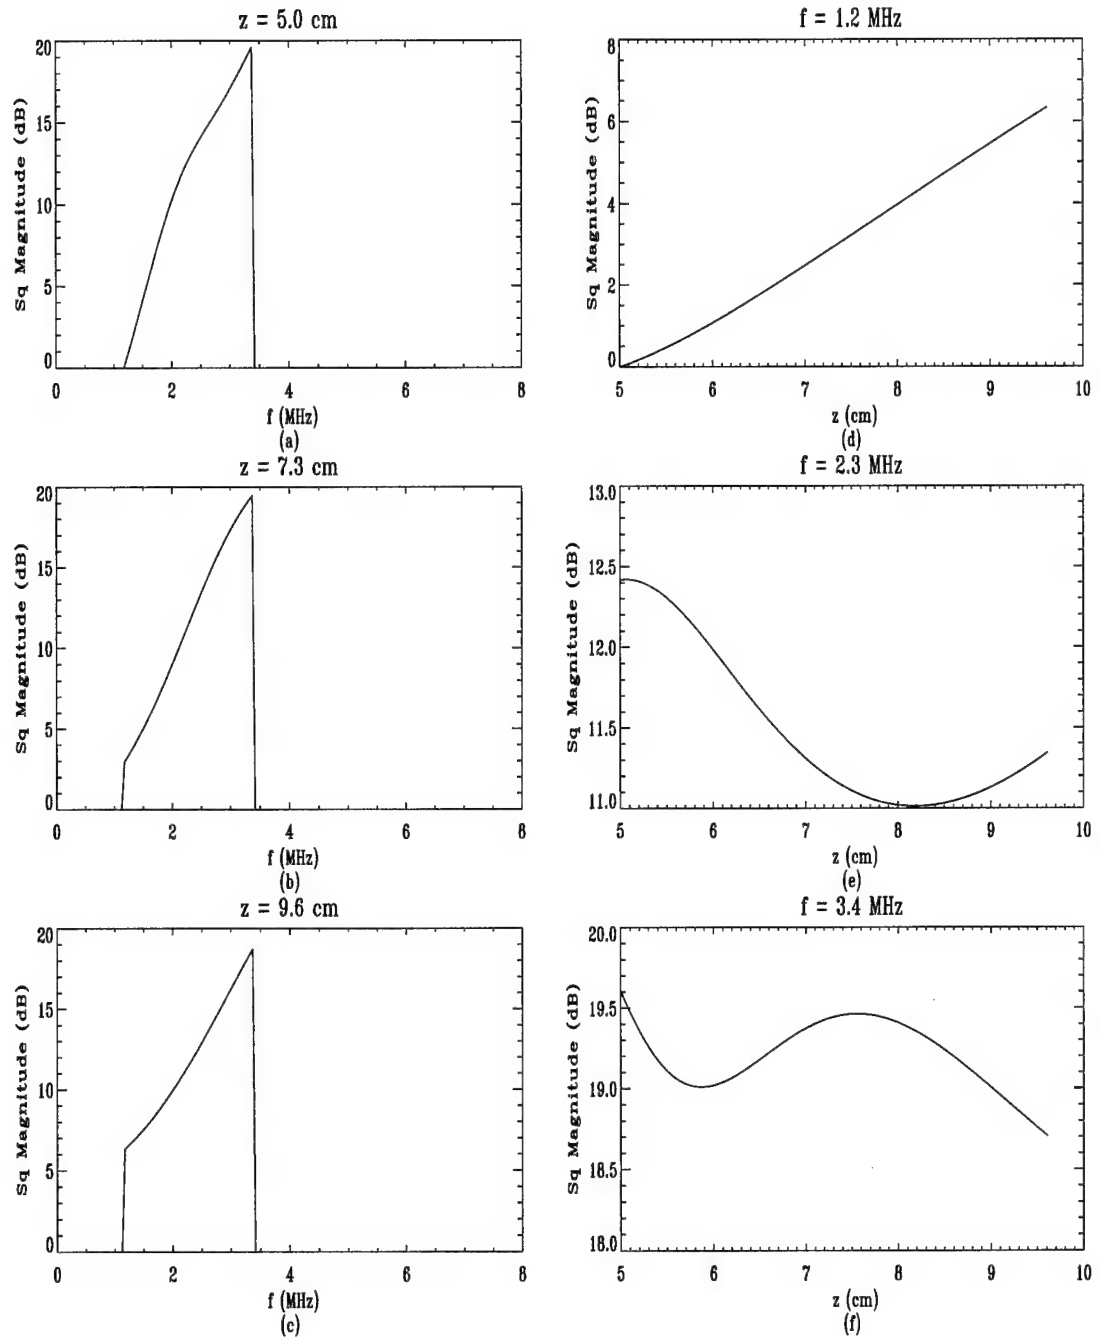 z = 5.0 cm
20
15
10
5
0
Sq Magnitude (dB)
0 2 4 6 8
f (MHz)
(a)
f = 1.2 MHz
8
6
4
2
0
Sq Magnitude (dB)
5 6 7 8 9 10
z (cm)
(d)
z = 7.3 cm
20
15
10
5
0
Sq Magnitude (dB)
0 2 4 6 8
f (MHz)
(b)
f = 2.3 MHz
13.0
12.5
12.0
11.5
11.0
Sq Magnitude (dB)
5 6 7 8 9 10
z (cm)
(e)
z = 9.6 cm
20
15
10
5
0
Sq Magnitude (dB)
0 2 4 6 8
f (MHz)
(c)
f = 3.4 MHz
20.0
19.5
19.0
18.5
18.0
Sq Magnitude (dB)
5 6 7 8 9 10
z (cm)
(f)